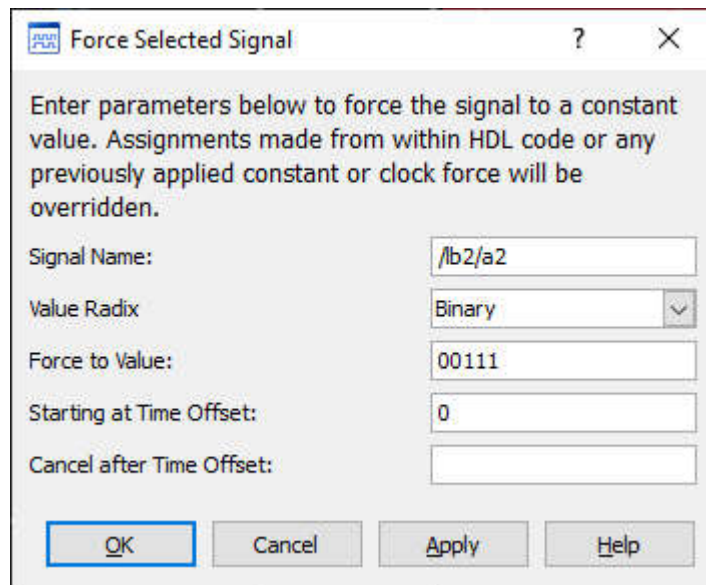 Force Selected Signal ? X
Enter parameters below to force the signal to a constant
value. Assignments made from within HDL code or any
previously applied constant or clock force will be
overridden.
Signal Name: /lb2/a2
Value Radix Binary
Force to Value: 00111
Starting at Time Offset: 0
Cancel after Time Offset:
OK Cancel Apply Help